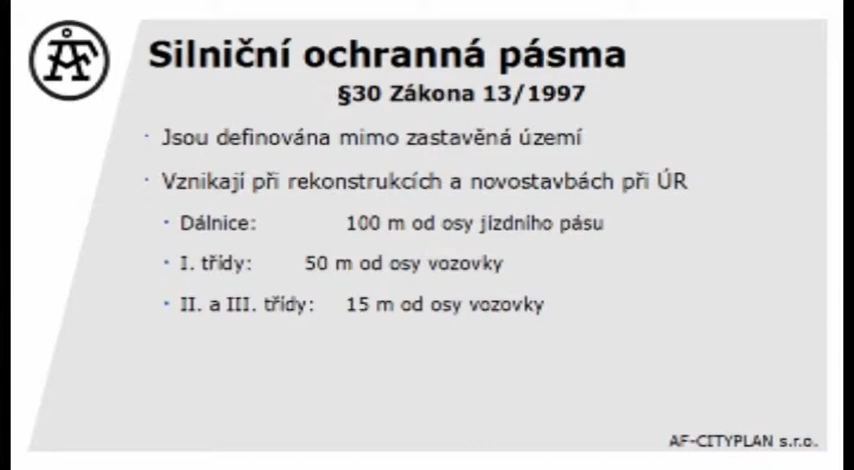 ÅF
Silniční ochranná pásma
§30 Zákona 13/1997
· Jsou definována mimo zastavěná území
· Vznikají při rekonstrukcích a novostavbách při ÚR
· Dálnice: 100 m od osy jízdního pásu
· I. třídy: 50 m od osy vozovky
· II. a III. třídy: 15 m od osy vozovky
AF-CITYPLAN s.r.o.